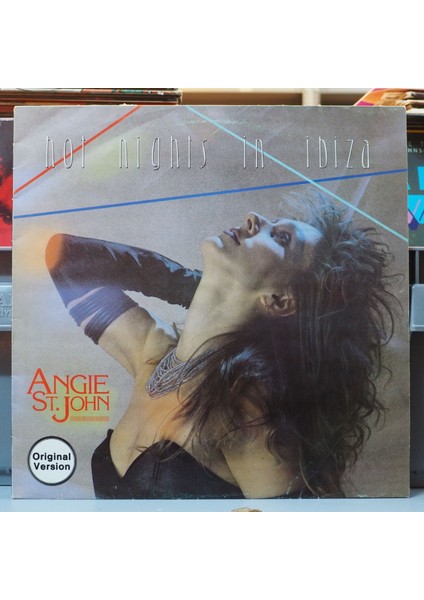 hot nights in ibiza
ANGIE
ST. JOHN
Original
Version